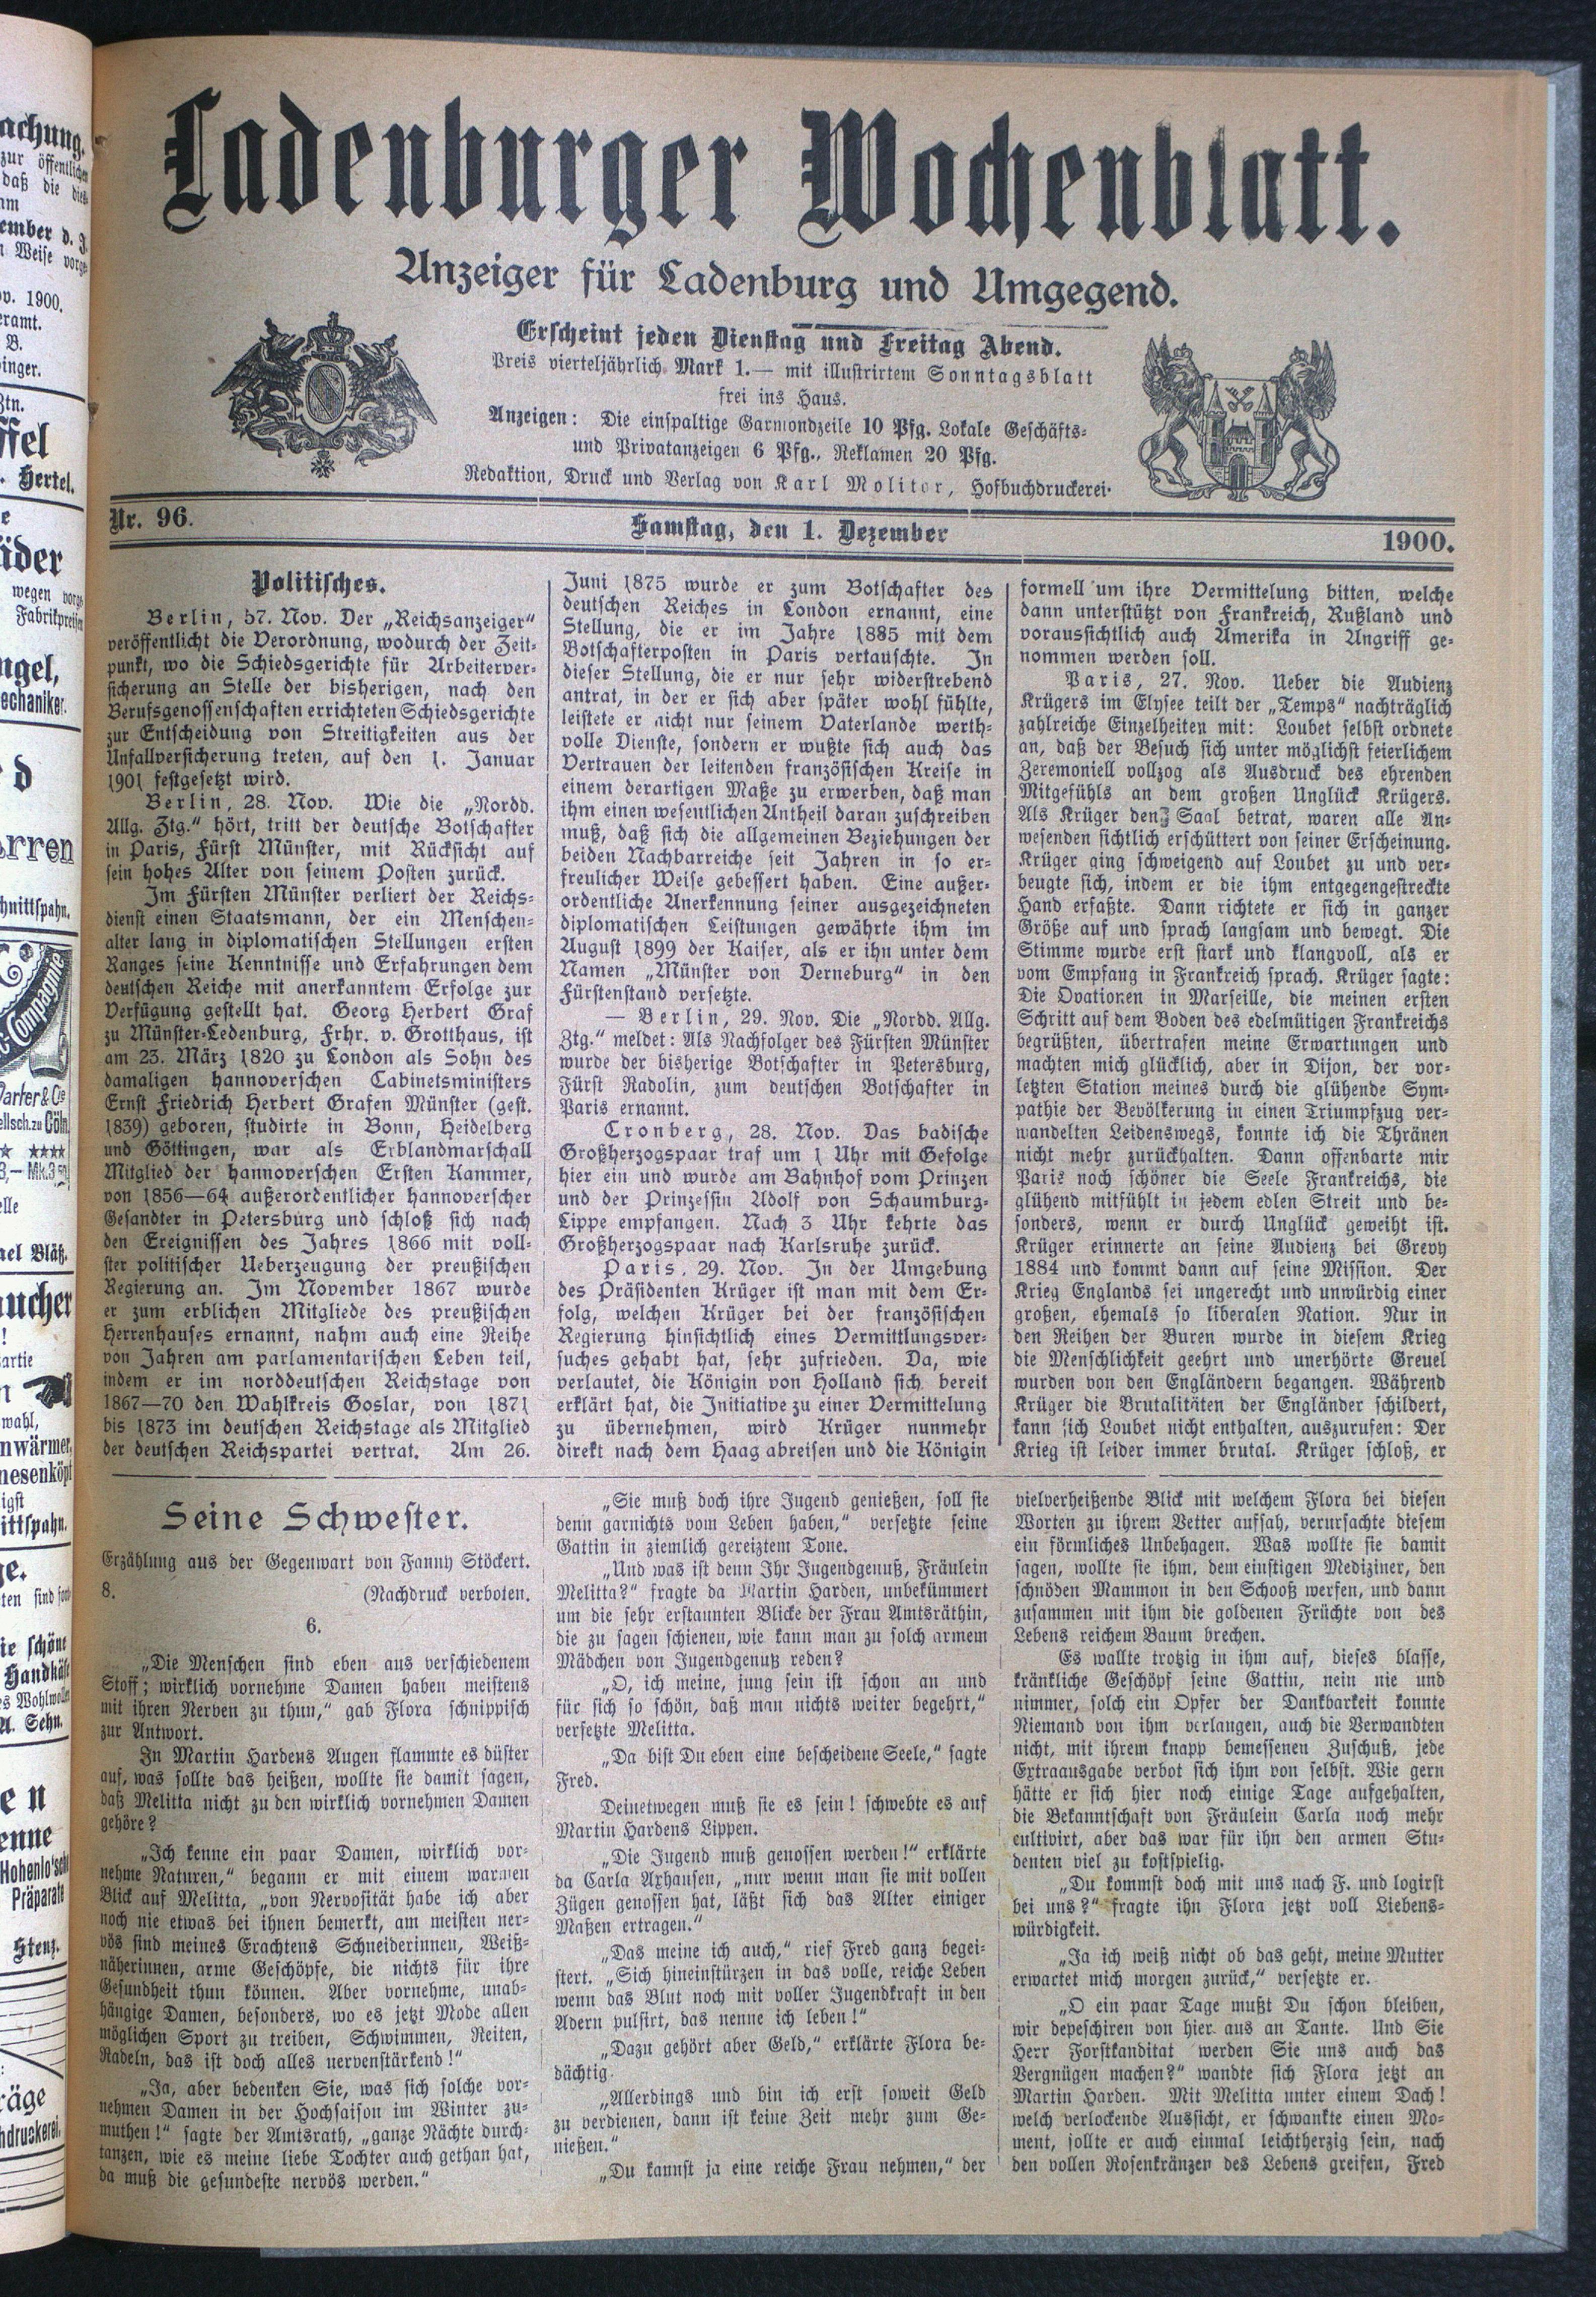 Ladenburger Wochenblatt.
Anzeiger für Ladenburg und Umgegend.
Erscheint jeden Dienstag und Freitag Abend.
Preis vierteljährlich Mark 1.— mit illustrirtem Sonntagsblatt
frei ins Haus.
Anzeigen: Die einspaltige Garmondzeile 10 Pfg. Lokale Geschäfts-
und Privatanzeigen 6 Pfg., Reklamen 20 Pfg.
Redaktion, Druck und Verlag von Karl Molitor, Hofbuchdruckerei.
Nr. 96.
Samstag, den 1. Dezember
1900.
Politisches.
Berlin, 57. Nov. Der „Reichsanzeiger“
veröffentlicht die Verordnung, wodurch der Zeit-
punkt, wo die Schiedsgerichte für Arbeiterver-
sicherung an Stelle der bisherigen, nach den
Berufsgenossenschaften errichteten Schiedsgerichte
zur Entscheidung von Streitigkeiten aus der
Unfallversicherung treten, auf den 1. Januar
1901 festgesetzt wird.
Berlin, 28. Nov. Wie die „Nordd.
Allg. Ztg.“ hört, tritt der deutsche Botschafter
in Paris, Fürst Münster, mit Rücksicht auf
sein hohes Alter von seinem Posten zurück.
Im Fürsten Münster verliert der Reichs-
dienst einen Staatsmann, der ein Menschen-
alter lang in diplomatischen Stellungen ersten
Ranges seine Kenntnisse und Erfahrungen dem
deutschen Reiche mit anerkanntem Erfolge zur
Verfügung gestellt hat. Georg Herbert Graf
zu Münster-Ledenburg, Frhr. v. Grotthaus, ist
am 23. März 1820 zu London als Sohn des
damaligen hannoverschen Cabinetsministers
Ernst Friedrich Herbert Grafen Münster (gest.
1839) geboren, studirte in Bonn, Heidelberg
und Göttingen, war als Erblandmarschall
Mitglied der hannoverschen Ersten Kammer,
von 1856—64 außerordentlicher hannoverscher
Gesandter in Petersburg und schloß sich nach
den Ereignissen des Jahres 1866 mit voll-
ster politischer Ueberzeugung der preußischen
Regierung an. Im November 1867 wurde
er zum erblichen Mitgliede des preußischen
Herrenhauses ernannt, nahm auch eine Reihe
von Jahren am parlamentarischen Leben teil,
indem er im norddeutschen Reichstage von
1867—70 den Wahlkreis Goslar, von 1871
bis 1873 im deutschen Reichstage als Mitglied
der deutschen Reichspartei vertrat. Am 26.
Juni 1875 wurde er zum Botschafter des
deutschen Reiches in London ernannt, eine
Stellung, die er im Jahre 1885 mit dem
Botschafterposten in Paris vertauschte. In
dieser Stellung, die er nur sehr widerstrebend
antrat, in der er sich aber später wohl fühlte,
leistete er nicht nur seinem Vaterlande werth-
volle Dienste, sondern er wußte sich auch das
Vertrauen der leitenden französischen Kreise in
einem derartigen Maße zu erwerben, daß man
ihm einen wesentlichen Antheil daran zuschreiben
muß, daß sich die allgemeinen Beziehungen der
beiden Nachbarreiche seit Jahren in so er-
freulicher Weise gebessert haben. Eine außer-
ordentliche Anerkennung seiner ausgezeichneten
diplomatischen Leistungen gewährte ihm im
August 1899 der Kaiser, als er ihn unter dem
Namen „Münster von Derneburg“ in den
Fürstenstand versetzte.
— Berlin, 29. Nov. Die „Nordd. Allg.
Ztg.“ meldet: Als Nachfolger des Fürsten Münster
wurde der bisherige Botschafter in Petersburg,
Fürst Radolin, zum deutschen Botschafter in
Paris ernannt.
Cronberg, 28. Nov. Das badische
Großherzogspaar traf um 1 Uhr mit Gefolge
hier ein und wurde am Bahnhof vom Prinzen
und der Prinzessin Adolf von Schaumburg-
Lippe empfangen. Nach 3 Uhr kehrte das
Großherzogspaar nach Karlsruhe zurück.
Paris, 29. Nov. In der Umgebung
des Präsidenten Krüger ist man mit dem Er-
folg, welchen Krüger bei der französischen
Regierung hinsichtlich eines Vermittlungsver-
suches gehabt hat, sehr zufrieden. Da, wie
verlautet, die Königin von Holland sich bereit
erklärt hat, die Initiative zu einer Vermittelung
zu übernehmen, wird Krüger nunmehr
direkt nach dem Haag abreisen und die Königin
formell um ihre Vermittelung bitten, welche
dann unterstützt von Frankreich, Rußland und
voraussichtlich auch Amerika in Angriff ge-
nommen werden soll.
Paris, 27. Nov. Ueber die Audienz
Krügers im Elysee teilt der „Temps“ nachträglich
zahlreiche Einzelheiten mit: Loubet selbst ordnete
an, daß der Besuch sich unter möglichst feierlichem
Zeremoniell vollzog als Ausdruck des ehrenden
Mitgefühls an dem großen Unglück Krügers.
Als Krüger den Saal betrat, waren alle An-
wesenden sichtlich erschüttert von seiner Erscheinung.
Krüger ging schweigend auf Loubet zu und ver-
beugte sich, indem er die ihm entgegengestreckte
Hand erfaßte. Dann richtete er sich in ganzer
Größe auf und sprach langsam und bewegt. Die
Stimme wurde erst stark und klangvoll, als er
vom Empfang in Frankreich sprach. Krüger sagte:
Die Ovationen in Marseille, die meinen ersten
Schritt auf dem Boden des edelmütigen Frankreichs
begrüßten, übertrafen meine Erwartungen und
machten mich glücklich, aber in Dijon, der vor-
letzten Station meines durch die glühende Sym-
pathie der Bevölkerung in einen Triumpfzug ver-
wandelten Leidenswegs, konnte ich die Thränen
nicht mehr zurückhalten. Dann offenbarte mir
Paris noch schöner die Seele Frankreichs, die
glühend mitfühlt in jedem edlen Streit und be-
sonders, wenn er durch Unglück geweiht ist.
Krüger erinnerte an seine Audienz bei Grevy
1884 und kommt dann auf seine Mission. Der
Krieg Englands sei ungerecht und unwürdig einer
großen, ehemals so liberalen Nation. Nur in
den Reihen der Buren wurde in diesem Krieg
die Menschlichkeit geehrt und unerhörte Greuel
wurden von den Engländern begangen. Während
Krüger die Brutalitäten der Engländer schildert,
kann sich Loubet nicht enthalten, auszurufen: Der
Krieg ist leider immer brutal. Krüger schloß, er
Seine Schwester.
Erzählung aus der Gegenwart von Fanny Stöckert.
8. (Nachdruck verboten.
6.
„Die Menschen sind eben aus verschiedenem
Stoff; wirklich vornehme Damen haben meistens
mit ihren Nerven zu thun,“ gab Flora schnippisch
zur Antwort.
In Martin Hardens Augen flammte es düster
auf, was sollte das heißen, wollte sie damit sagen,
daß Melitta nicht zu den wirklich vornehmen Damen
gehöre?
„Ich kenne ein paar Damen, wirklich vor-
nehme Naturen,“ begann er mit einem warmen
Blick auf Melitta, „von Nervosität habe ich aber
noch nie etwas bei ihnen bemerkt, am meisten ner-
vös sind meines Erachtens Schneiderinnen, Weiß-
näherinnen, arme Geschöpfe, die nichts für ihre
Gesundheit thun können. Aber vornehme, unab-
hängige Damen, besonders, wo es jetzt Mode allen
möglichen Sport zu treiben, Schwimmen, Reiten,
Radeln, das ist doch alles nervenstärkend!“
„Ja, aber bedenken Sie, was sich solche vor-
nehmen Damen in der Hochsaison im Winter zu-
muthen!“ sagte der Amtsrath, „ganze Nächte durch-
tanzen, wie es meine liebe Tochter auch gethan hat,
da muß die gesundeste nervös werden.“
„Sie muß doch ihre Jugend genießen, soll sie
denn garnichts vom Leben haben,“ versetzte seine
Gattin in ziemlich gereiztem Tone.
„Und was ist denn Ihr Jugendgenuß, Fräulein
Melitta?“ fragte da Martin Harden, unbekümmert
um die sehr erstaunten Blicke der Frau Amtsräthin,
die zu sagen schienen, wie kann man zu solch armem
Mädchen von Jugendgenuß reden?
„O, ich meine, jung sein ist schon an und
für sich so schön, daß man nichts weiter begehrt,“
versetzte Melitta.
„Da bist Du eben eine bescheidene Seele,“ sagte
Fred.
Deinetwegen muß sie es sein! schwebte es auf
Martin Hardens Lippen.
„Die Jugend muß genossen werden!“ erklärte
da Carla Axhausen, „nur wenn man sie mit vollen
Zügen genossen hat, läßt sich das Alter einiger
Maßen ertragen.“
„Das meine ich auch,“ rief Fred ganz begei-
stert. „Sich hineinstürzen in das volle, reiche Leben
wenn das Blut noch mit voller Jugendkraft in den
Adern pulsirt, das nenne ich leben!“
„Dazu gehört aber Geld,“ erklärte Flora be-
dächtig.
„Allerdings und bin ich erst soweit Geld
zu verdienen, dann ist keine Zeit mehr zum Ge-
nießen.“
„Du kannst ja eine reiche Frau nehmen,“ der
vielverheißende Blick mit welchem Flora bei diesen
Worten zu ihrem Vetter aufsah, verursachte diesem
ein förmliches Unbehagen. Was wollte sie damit
sagen, wollte sie ihm, dem einstigen Mediziner, den
schnöden Mammon in den Schooß werfen, und dann
zusammen mit ihm die goldenen Früchte von des
Lebens reichem Baum brechen.
Es wallte trotzig in ihm auf, dieses blasse,
kränkliche Geschöpf seine Gattin, nein nie und
nimmer, solch ein Opfer der Dankbarkeit konnte
Niemand von ihm verlangen, auch die Verwandten
nicht, mit ihrem knapp bemessenen Zuschuß, jede
Extraausgabe verbot sich ihm von selbst. Wie gern
hätte er sich hier noch einige Tage aufgehalten,
die Bekanntschaft von Fräulein Carla noch mehr
cultivirt, aber das war für ihn den armen Stu-
denten viel zu kostspielig.
„Du kommst doch mit uns nach F. und logirst
bei uns?“ fragte ihn Flora jetzt voll Liebens-
würdigkeit.
„Ja ich weiß nicht ob das geht, meine Mutter
erwartet mich morgen zurück,“ versetzte er.
„O ein paar Tage mußt Du schon bleiben,
wir depeschiren von hier aus an Tante. Und Sie
Herr Forstkanditat werden Sie uns auch das
Vergnügen machen?“ wandte sich Flora jetzt an
Martin Harden. Mit Melitta unter einem Dach!
welch verlockende Aussicht, er schwankte einen Mo-
ment, sollte er auch einmal leichtherzig sein, nach
den vollen Rosenkränzen des Lebens greifen, Fred